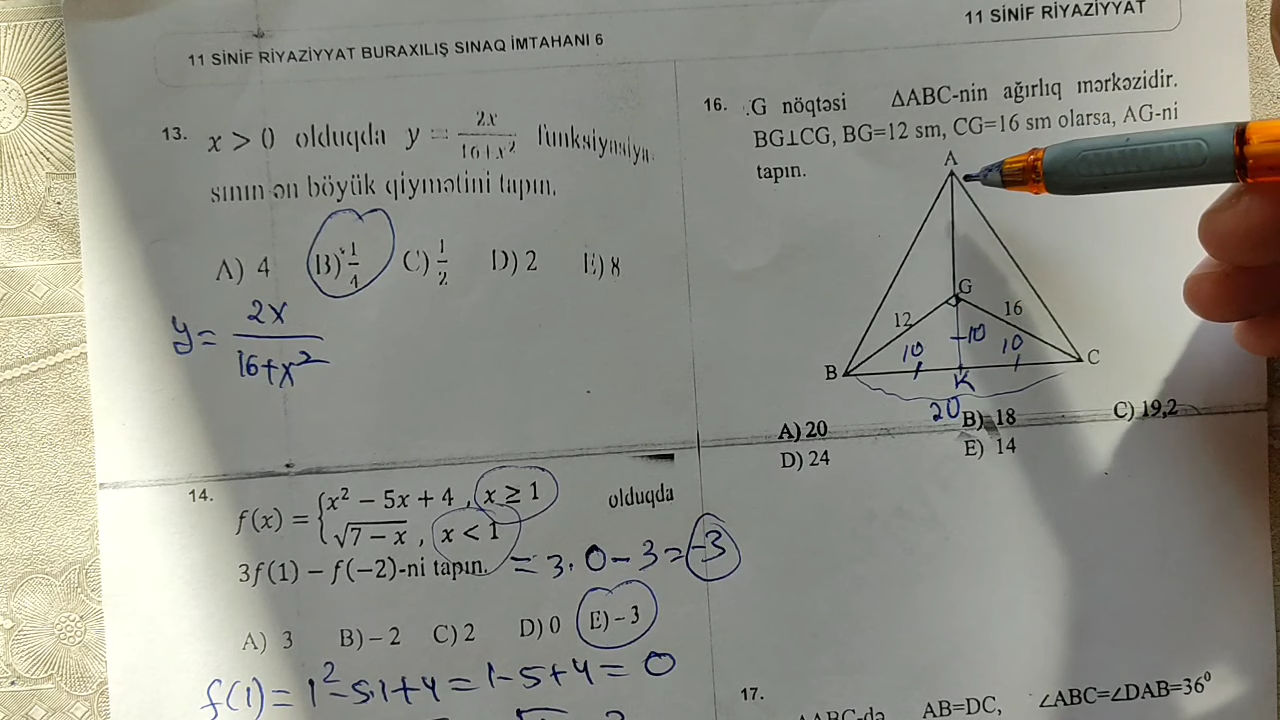 11 SİNİF RİYAZİYYAT BURAXILIŞ SINAQ İMTAHANI 6
11 SİNİF RİYAZİYYAT
13. x > 0 olduqda y = 2x/(16+x²) funksiyasının
sının ən böyük qiymətini tapın.
A) 4 B) 1/4 C) 1/2 D) 2 E) 8
y = 2x/(16+x²)
14. f(x) = { x² − 5x + 4 , x ≥ 1
√(7 − x) , x < 1 olduqda
3f(1) − f(−2)-ni tapın. = 3·0−3=−3
A) 3 B) − 2 C) 2 D) 0 E) − 3
f(1) = 1²−5·1+4 = 1−5+4 = 0
16. G nöqtəsi ΔABC-nin ağırlıq mərkəzidir.
BG⊥CG, BG=12 sm, CG=16 sm olarsa, AG-ni
tapın.
A
G
12 16
10 10 10
B K C
20
A) 20 B) 18 C) 19,2
D) 24 E) 14
17. ΔABC-də AB=DC, ∠ABC=∠DAB=36⁰